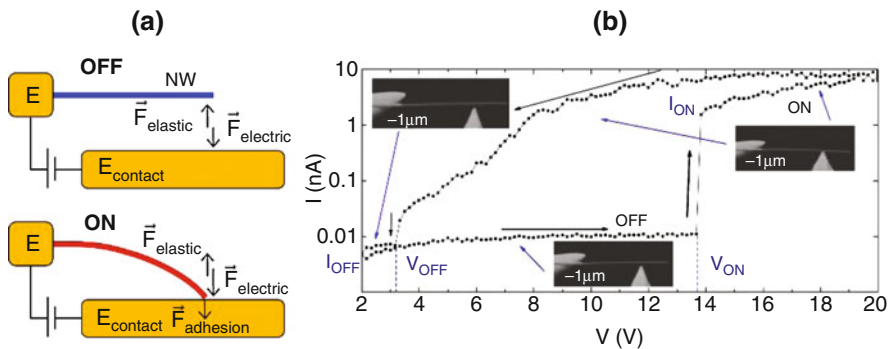 (a)
OFF
E
NW
F⃗elastic
F⃗electric
Econtact
ON
E
F⃗elastic
F⃗electric
Econtact
F⃗adhesion
(b)
I (nA)
10
1
0.1
0.01
–1μm
ION
ON
–1μm
OFF
–1μm
IOFF
VOFF
VON
2 4 6 8 10 12 14 16 18 20
V (V)